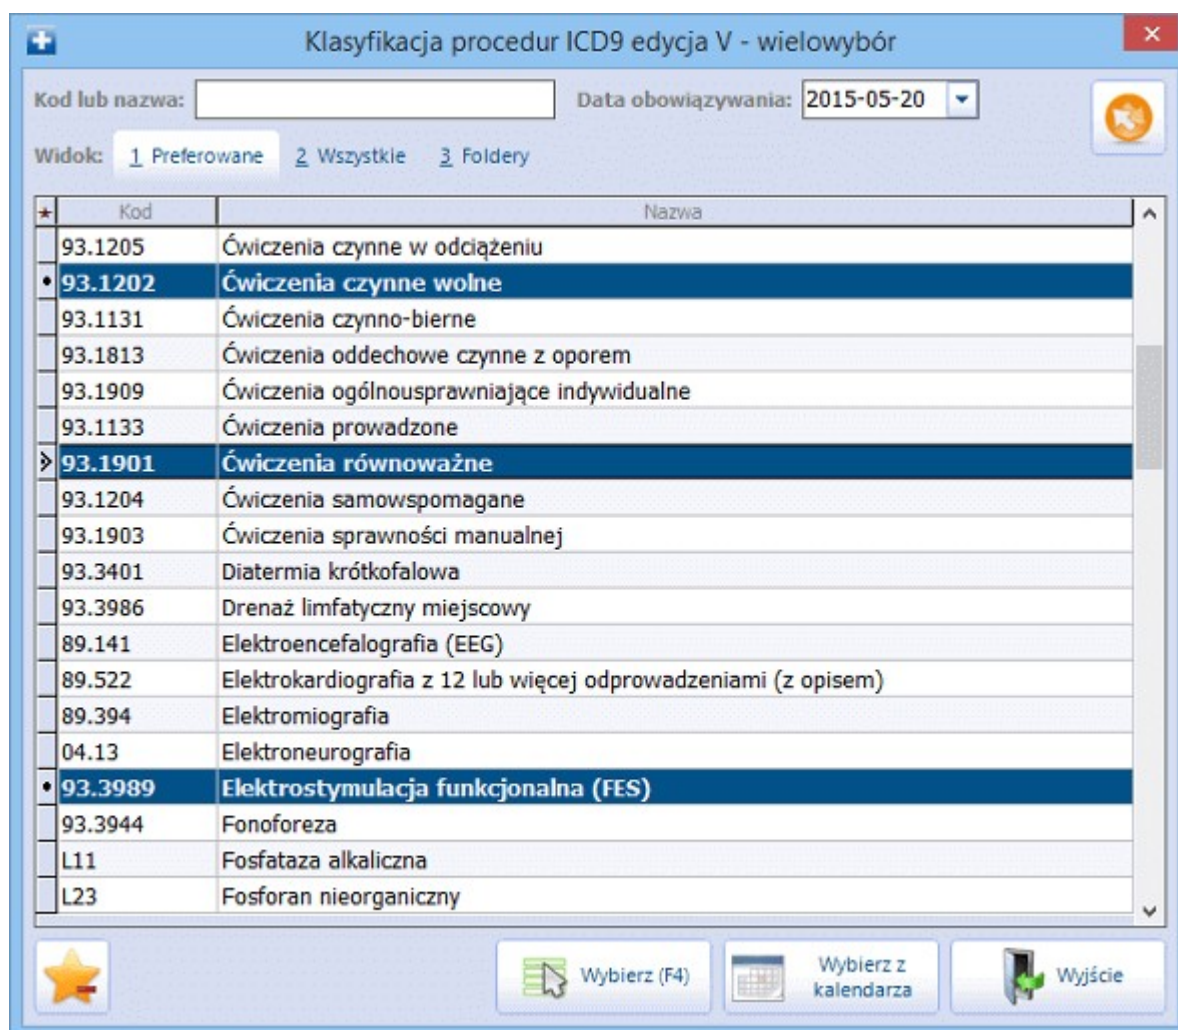 Klasyfikacja procedur ICD9 edycja V - wielowybór
Kod lub nazwa: Data obowiązywania: 2015-05-20
Widok: 1 Preferowane 2 Wszystkie 3 Foldery
Kod Nazwa
93.1205 Ćwiczenia czynne w odciążeniu
93.1202 Ćwiczenia czynne wolne
93.1131 Ćwiczenia czynno-bierne
93.1813 Ćwiczenia oddechowe czynne z oporem
93.1909 Ćwiczenia ogólnousprawniające indywidualne
93.1133 Ćwiczenia prowadzone
93.1901 Ćwiczenia równoważne
93.1204 Ćwiczenia samowspomagane
93.1903 Ćwiczenia sprawności manualnej
93.3401 Diatermia krótkofalowa
93.3986 Drenaż limfatyczny miejscowy
89.141 Elektroencefalografia (EEG)
89.522 Elektrokardiografia z 12 lub więcej odprowadzeniami (z opisem)
89.394 Elektromiografia
04.13 Elektroneurografia
93.3989 Elektrostymulacja funkcjonalna (FES)
93.3944 Fonoforeza
L11 Fosfataza alkaliczna
L23 Fosforan nieorganiczny
Wybierz (F4)
Wybierz z
kalendarza
Wyjście